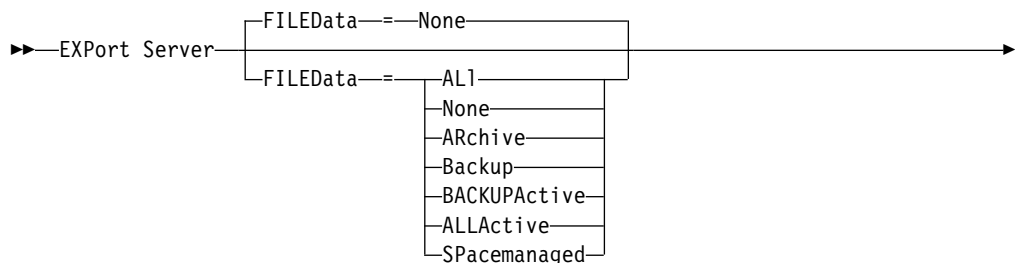 FILEData = None
EXPort Server
FILEData = ALl
None
ARchive
Backup
BACKUPActive
ALLActive
SPacemanaged